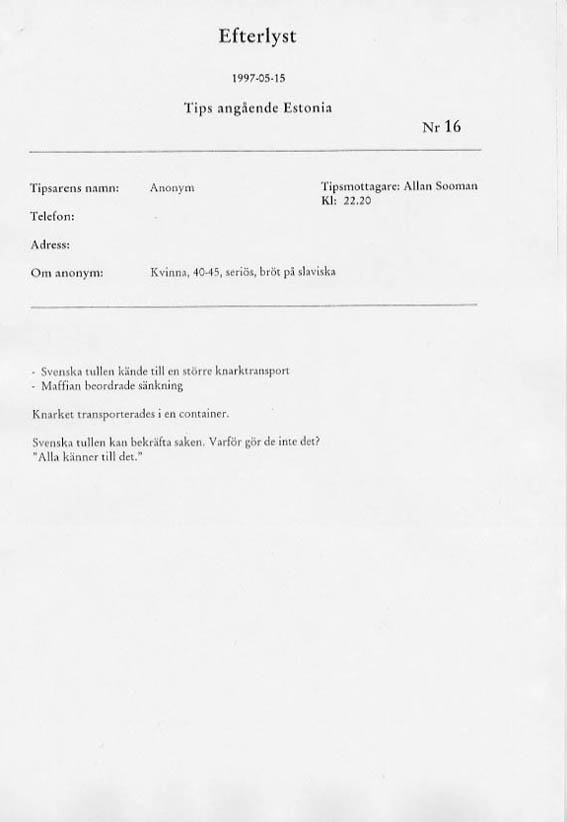 Efterlyst
1997-05-15
Tips angående Estonia
Nr 16
Tipsarens namn: Anonym
Tipsmottagare: Allan Sooman
Kl: 22.20
Telefon:
Adress:
Om anonym: Kvinna, 40-45, seriös, bröt på slaviska
- Svenska tullen kände till en större knarktransport
- Maffian beordrade sänkning
Knarket transporterades i en container.
Svenska tullen kan bekräfta saken. Varför gör de inte det?
"Alla känner till det."